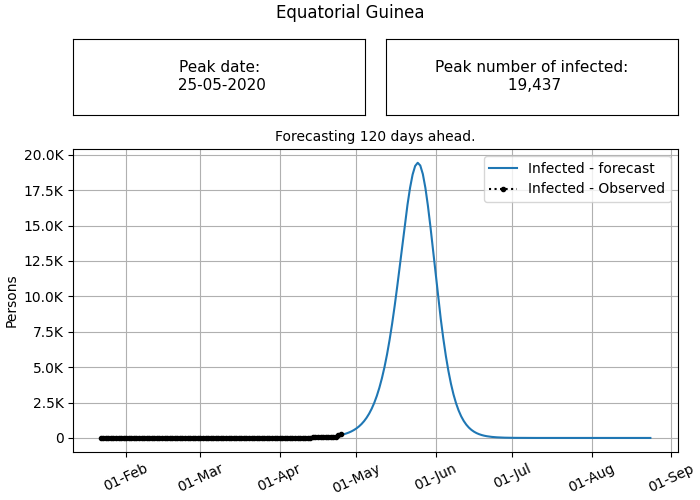 Equatorial Guinea
Peak date:
25-05-2020
Peak number of infected:
19,437
Forecasting 120 days ahead.
20.0K
17.5K
15.0K
12.5K
10.0K
7.5K
5.0K
2.5K
0
Persons
Infected - forecast
Infected - Observed
01-Feb
01-Mar
01-Apr
01-May
01-Jun
01-Jul
01-Aug
01-Sep